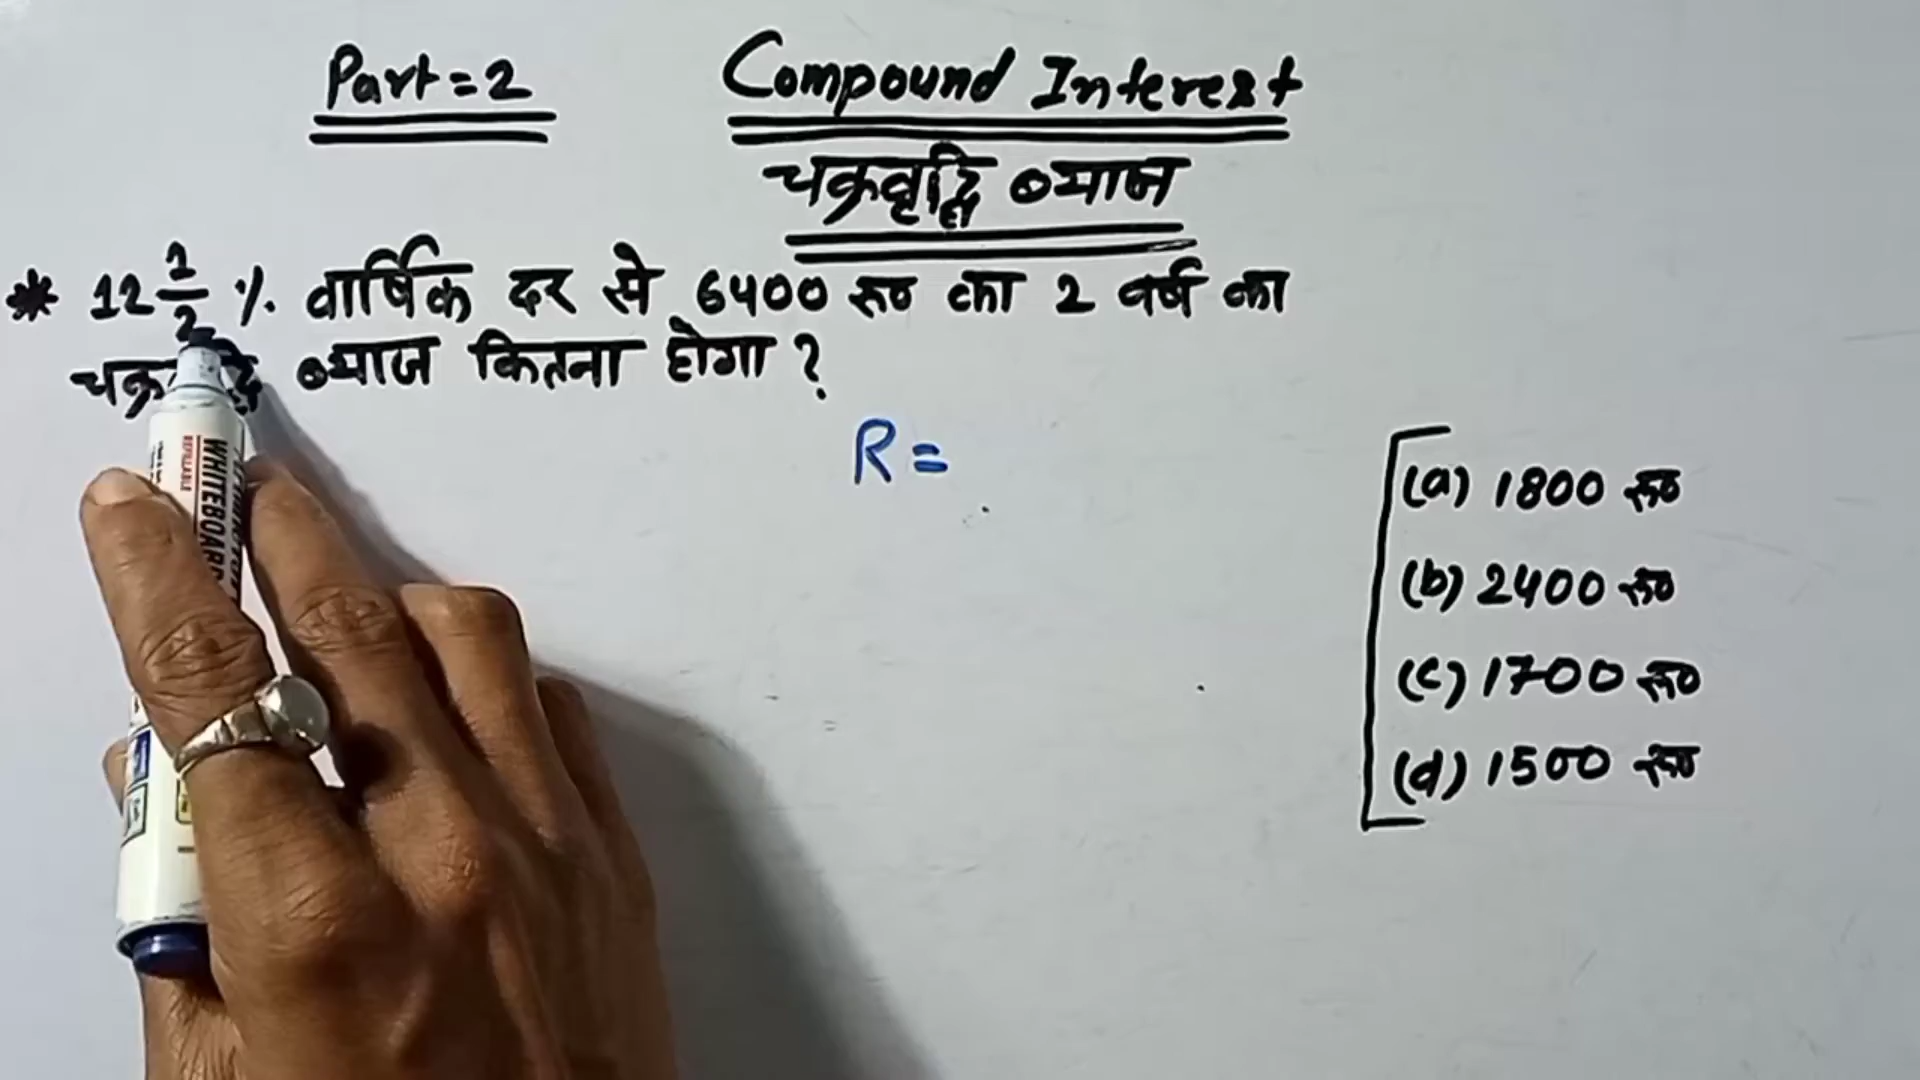 Part=2
Compound Interest
चक्रवृद्धि ब्याज
* 12 1/2 % वार्षिक दर से 6400 रू० का 2 वर्ष का
ब्याज कितना होगा ?
R =
(a) 1800 रू०
(b) 2400 रू०
(c) 1700 रू०
(d) 1500 रू०
WHITEBOARD
REFILLABLE